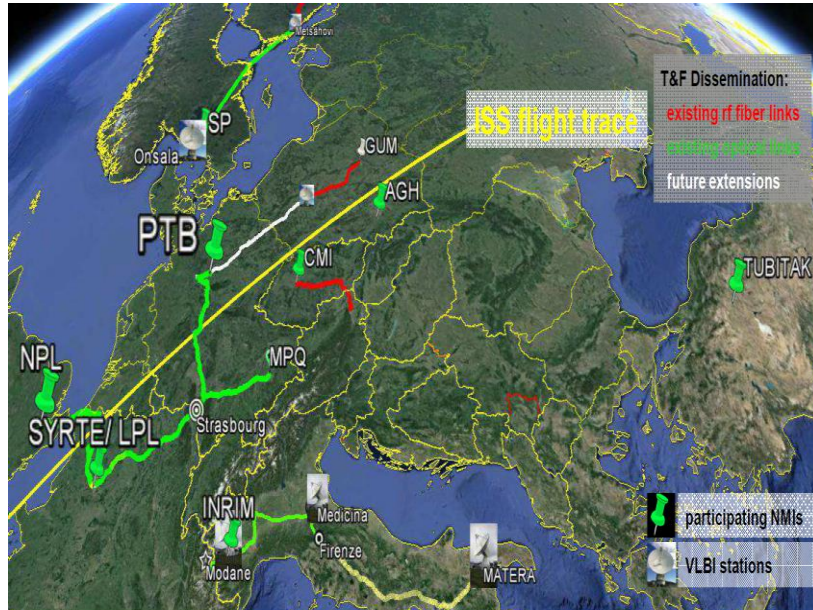 Metsahovi
T&F Dissemination:
existing rf fiber links
existing optical links
future extensions
ISS flight trace
SP
Onsala
GUM
AGH
PTB
CMI
TUBITAK
NPL
MPQ
SYRTE/ LPL
Strasbourg
INRIM
Medicina
Firenze
Modane
MATERA
participating NMIs
VLBI stations